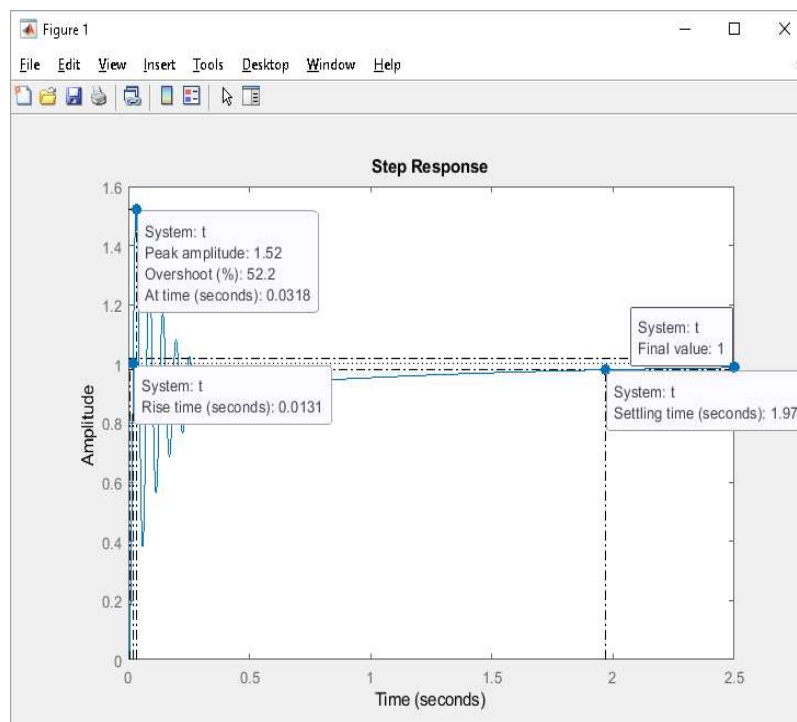 Figure 1
File Edit View Insert Tools Desktop Window Help
Step Response
1.6
1.4
1.2
1
0.8
0.6
0.4
0.2
0
Amplitude
System: t
Peak amplitude: 1.52
Overshoot (%): 52.2
At time (seconds): 0.0318
System: t
Rise time (seconds): 0.0131
System: t
Final value: 1
System: t
Settling time (seconds): 1.97
0 0.5 1 1.5 2 2.5
Time (seconds)